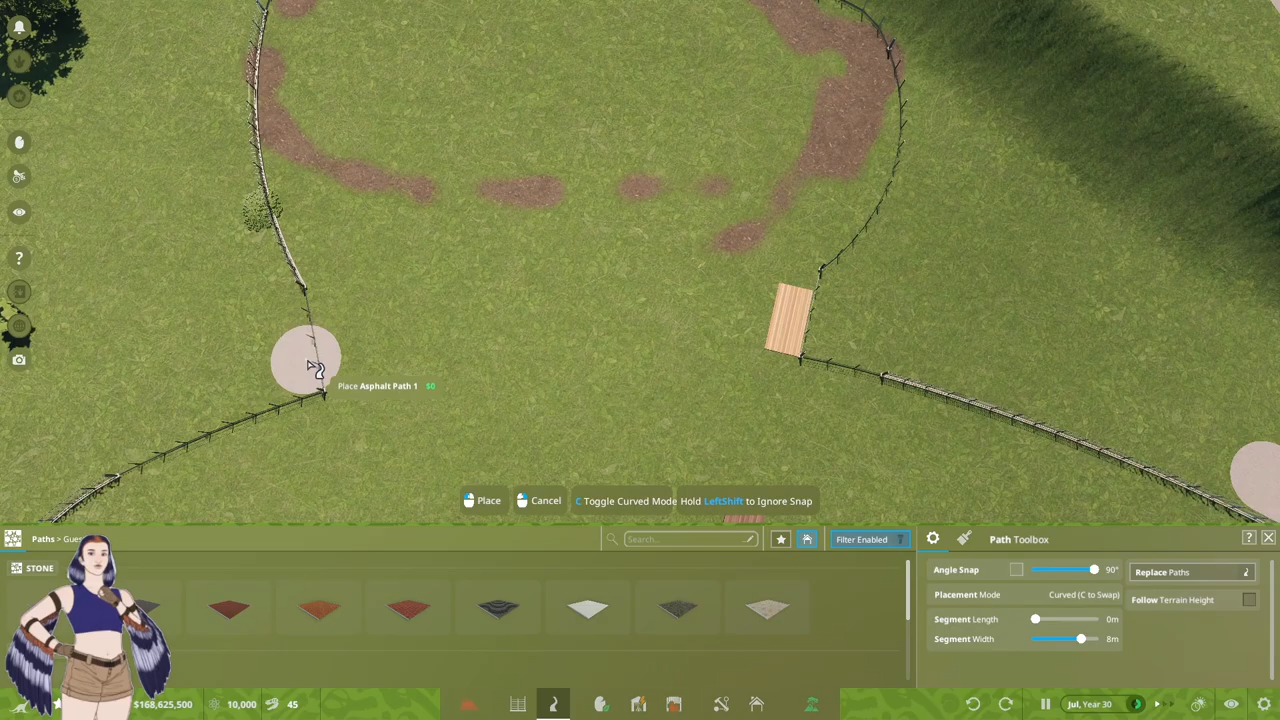 Place Asphalt Path 1 $0
Place Cancel C Toggle Curved Mode Hold LeftShift to Ignore Snap
Paths > Gues
Search...
Filter Enabled
Path Toolbox
STONE
Angle Snap 90°
Replace Paths
Placement Mode Curved (C to Swap)
Follow Terrain Height
Segment Length 0m
Segment Width 8m
$168,625,500 10,000 45
Jul, Year 30